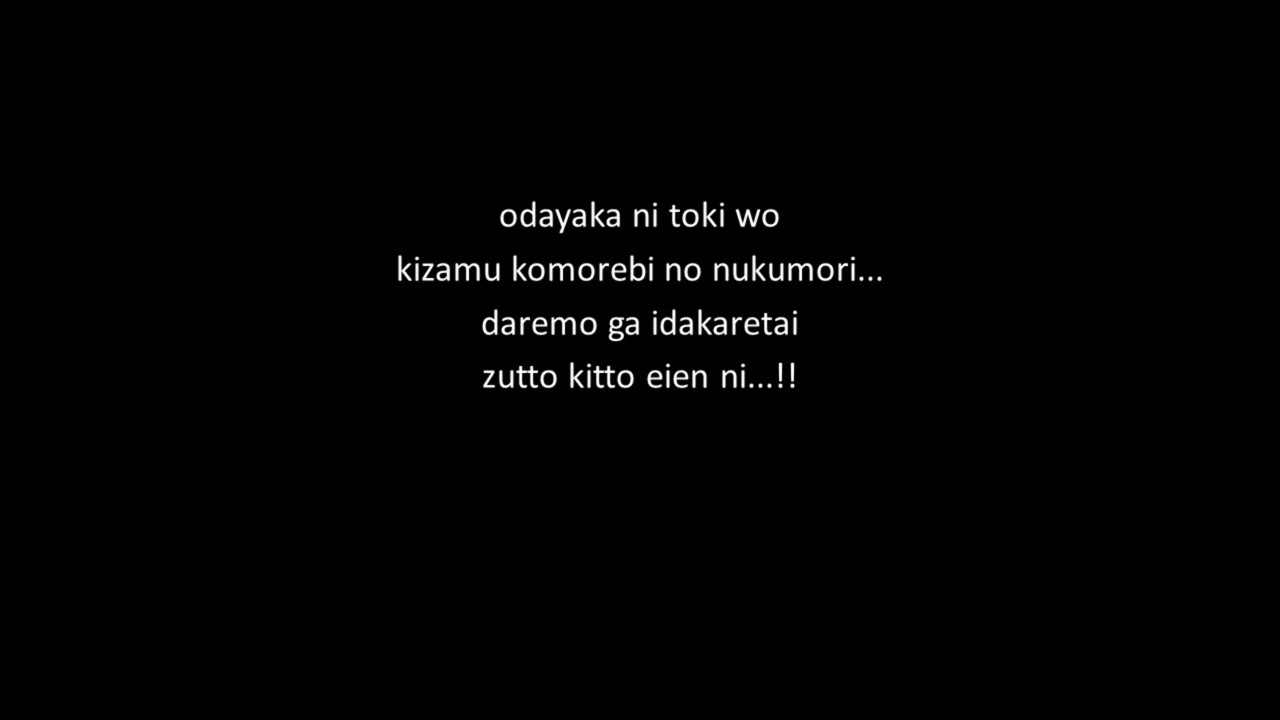 odayaka ni toki wo
kizamu komorebi no nukumori...
daremo ga idakaretai
zutto kitto eien ni...!!